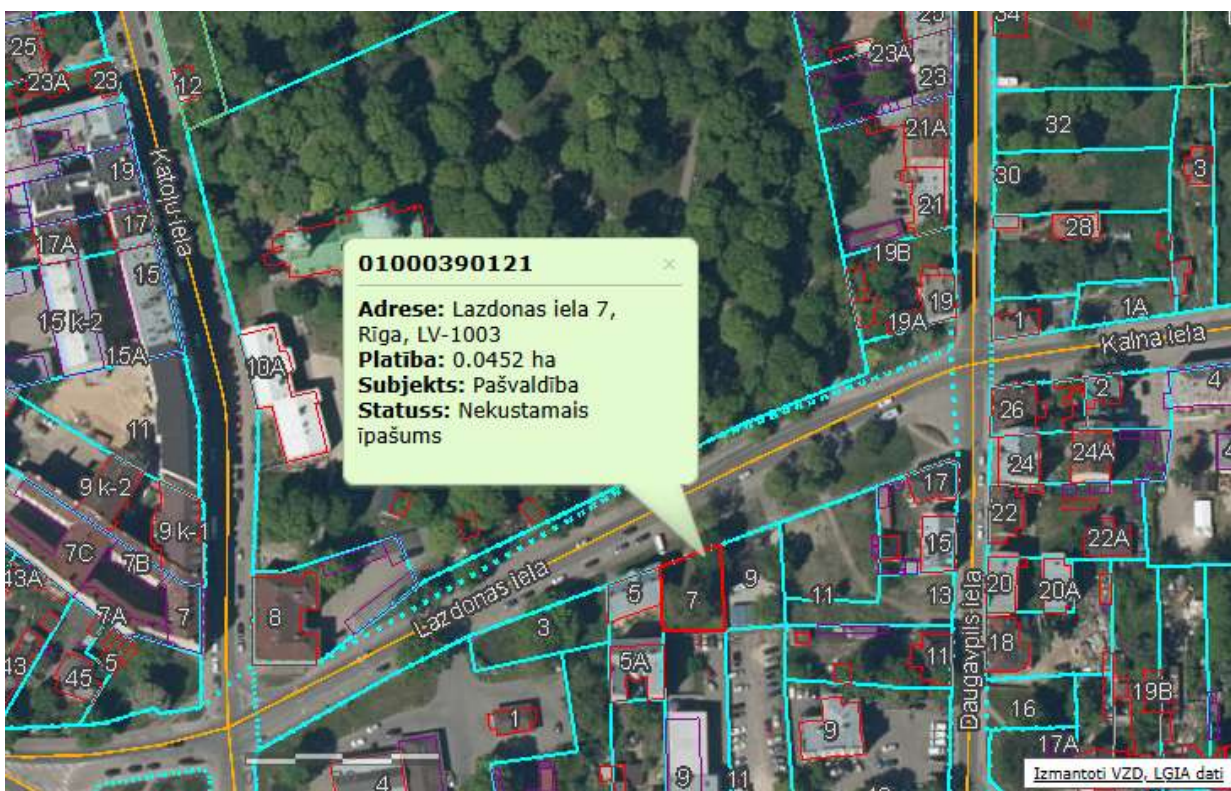 25
23A
23
12
19
17
17A
Katoļu iela
15
15 k-2
15A
10A
11
9 k-2
9 k-1
7C
7B
43A
7A
7
5
43
45
8
01000390121
Adrese: Lazdonas iela 7,
Rīga, LV-1003
Platība: 0.0452 ha
Subjekts: Pašvaldība
Statuss: Nekustamais
īpašums
23A
23
21A
21
19B
19
19A
34
32
30
3
28
1A
1
Kalna iela
2
4
26
24
24A
22
22A
17
15
20
20A
13
11
9
7
5
Lazdonas iela
3
5A
1
4
9
11
9
11
18
Daugavpils iela
16
19B
17A
Izmantoti VZD, LĢIA dati